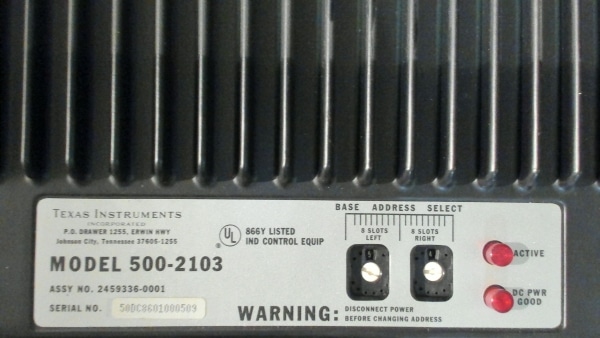 TEXAS INSTRUMENTS
INCORPORATED
P.O. DRAWER 1255, ERWIN HWY
Johnson City, Tennessee 37605-1255
UL
®
866Y LISTED
IND CONTROL EQUIP
MODEL 500-2103
ASSY NO. 2459336-0001
SERIAL NO. 50DC8601000509
BASE ADDRESS SELECT
8 SLOTS LEFT
8 SLOTS RIGHT
ACTIVE
DC PWR GOOD
WARNING: DISCONNECT POWER
BEFORE CHANGING ADDRESS